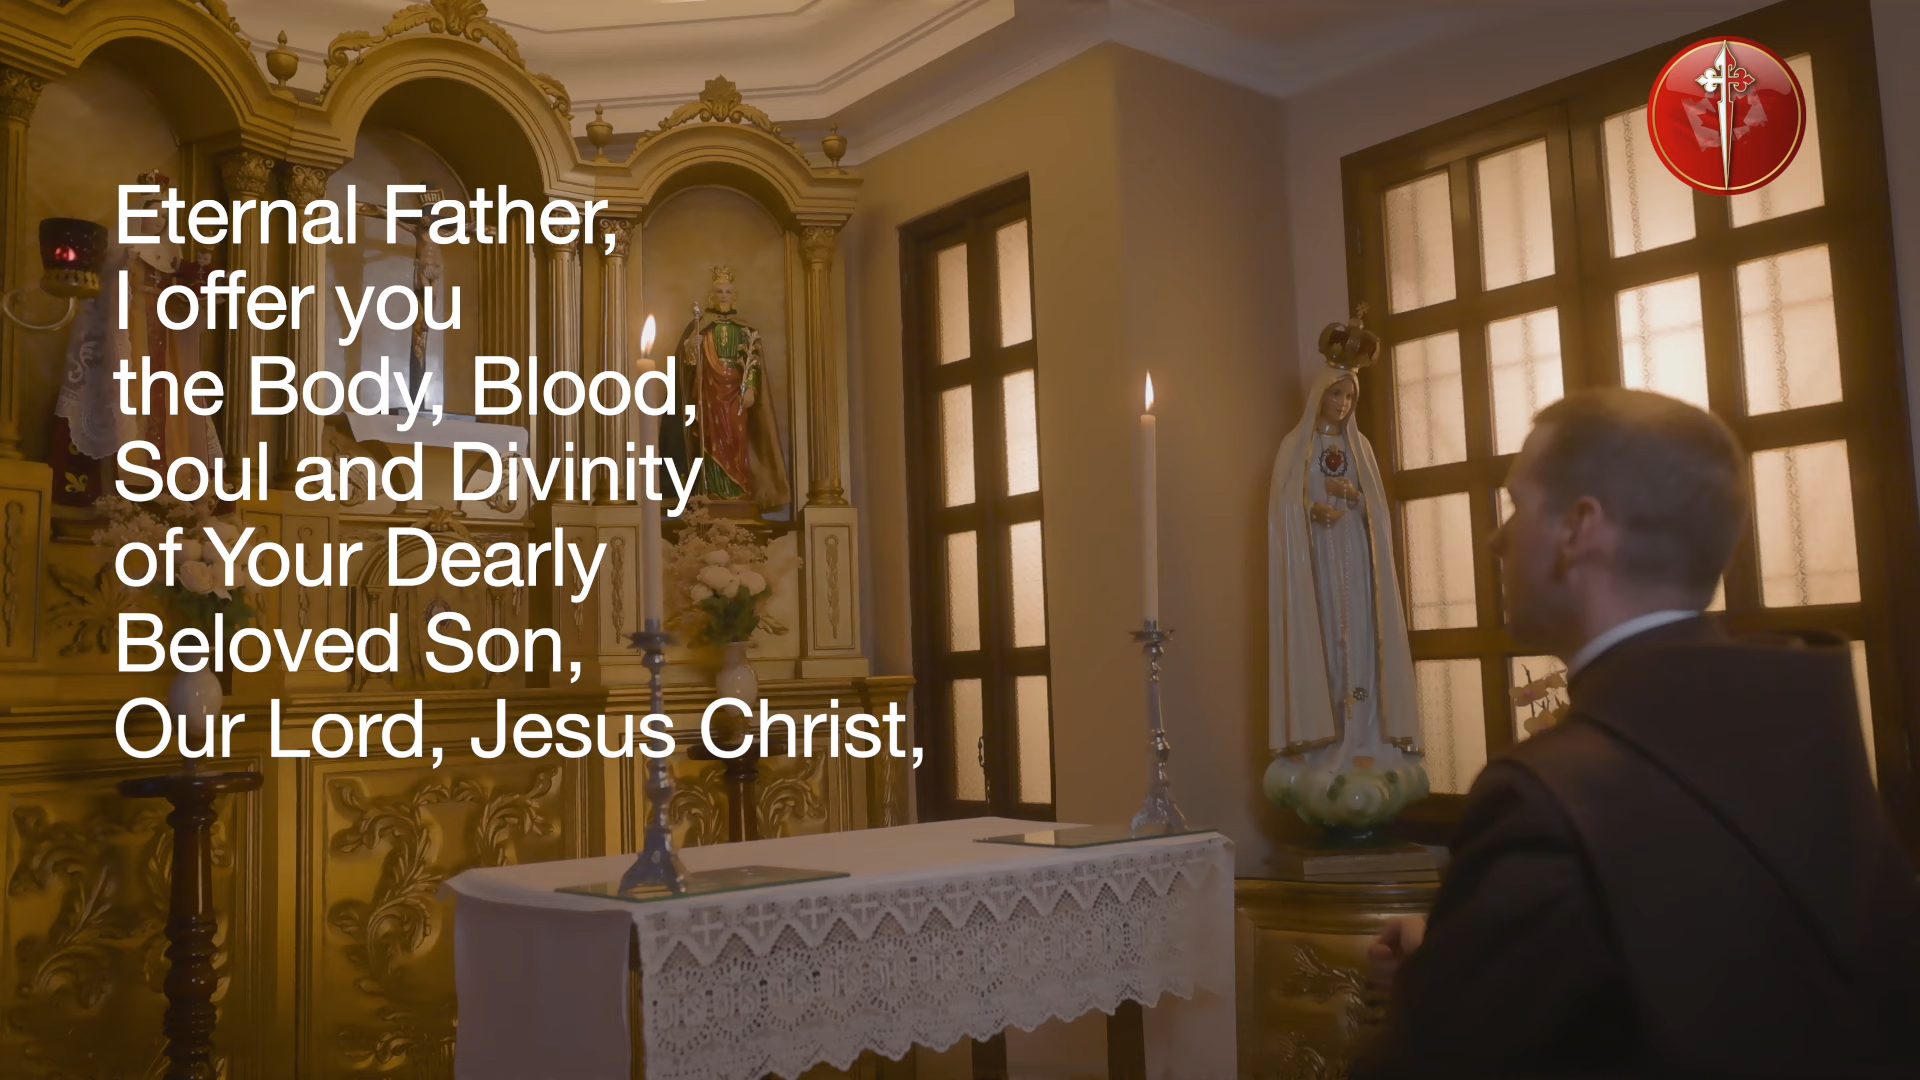 Eternal Father,
I offer you
the Body, Blood,
Soul and Divinity
of Your Dearly
Beloved Son,
Our Lord, Jesus Christ,
INRI